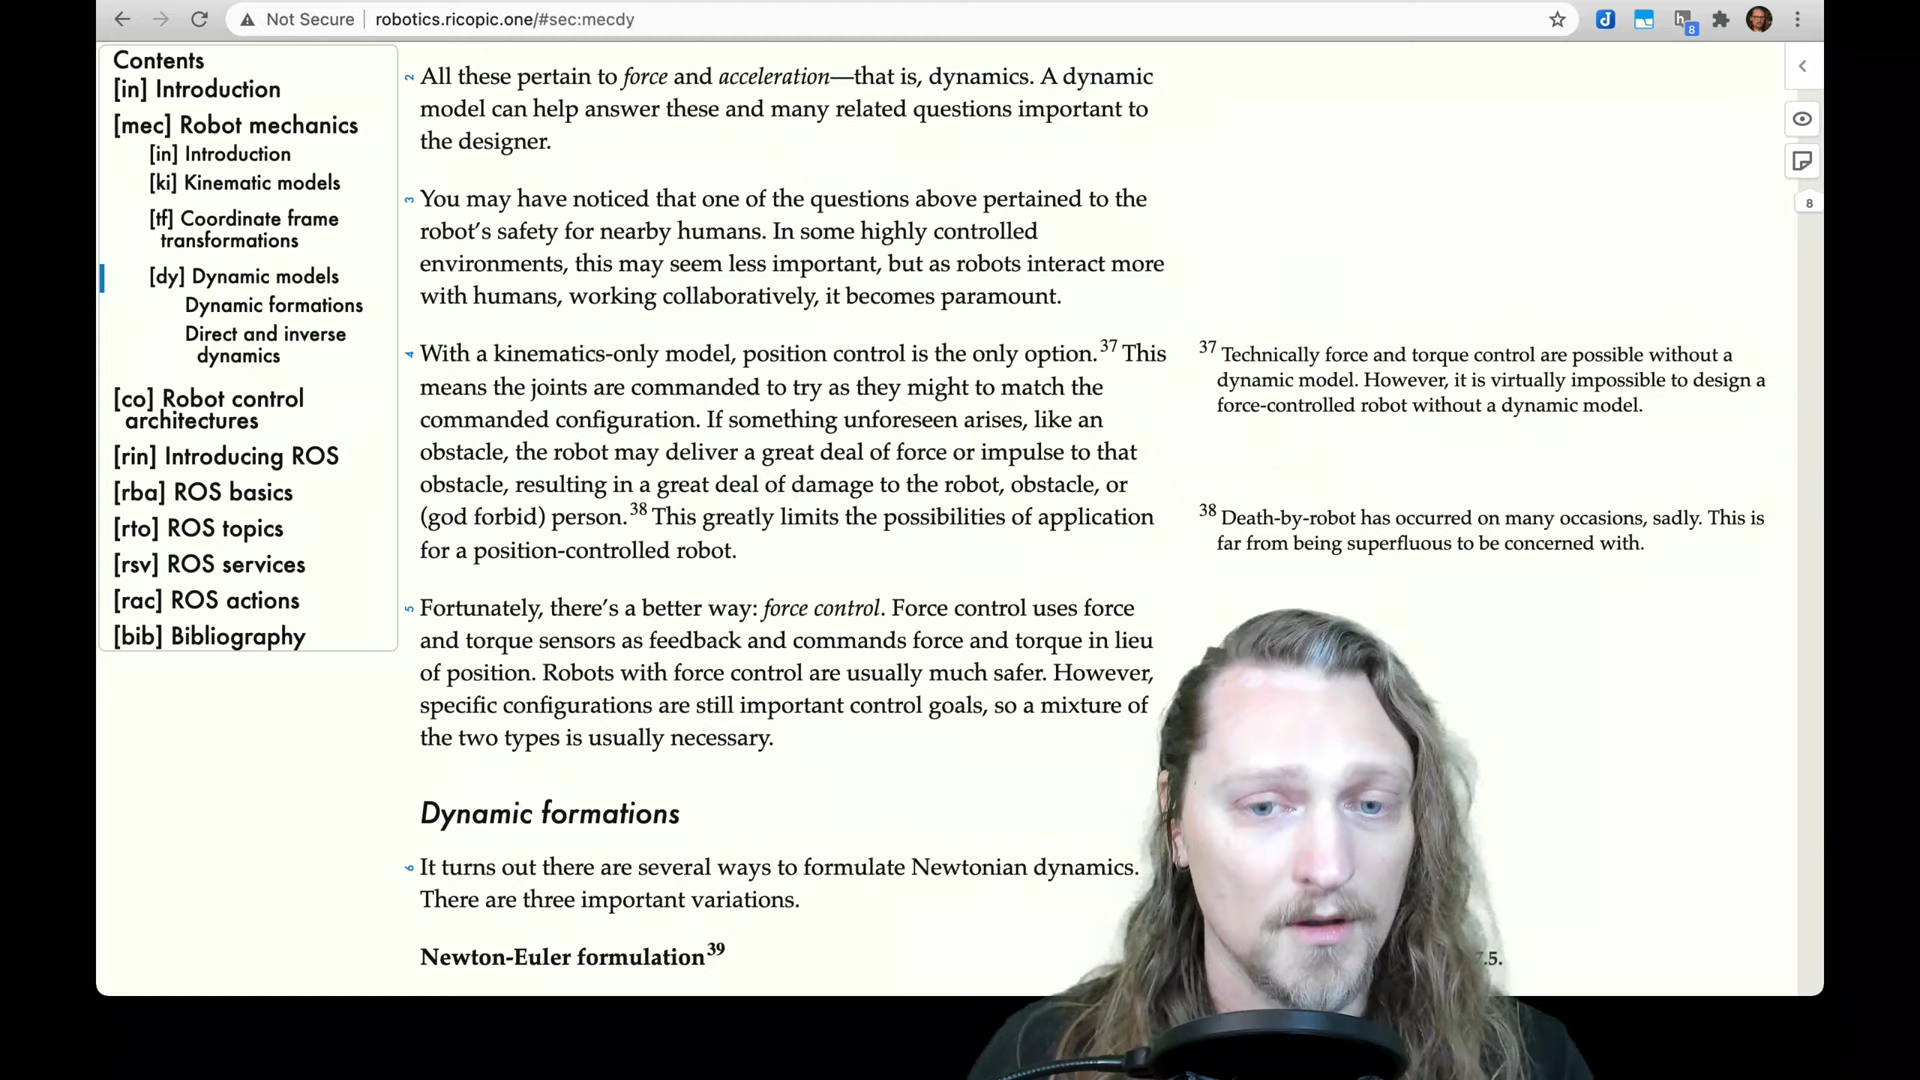 Not Secure robotics.ricopic.one/#sec:mecdy
8
Contents
[in] Introduction
[mec] Robot mechanics
[in] Introduction
[ki] Kinematic models
[tf] Coordinate frame
transformations
[dy] Dynamic models
Dynamic formations
Direct and inverse
dynamics
[co] Robot control
architectures
[rin] Introducing ROS
[rba] ROS basics
[rto] ROS topics
[rsv] ROS services
[rac] ROS actions
[bib] Bibliography
2 All these pertain to force and acceleration—that is, dynamics. A dynamic
model can help answer these and many related questions important to
the designer.
3 You may have noticed that one of the questions above pertained to the
robot's safety for nearby humans. In some highly controlled
environments, this may seem less important, but as robots interact more
with humans, working collaboratively, it becomes paramount.
4 With a kinematics-only model, position control is the only option.37 This
means the joints are commanded to try as they might to match the
commanded configuration. If something unforeseen arises, like an
obstacle, the robot may deliver a great deal of force or impulse to that
obstacle, resulting in a great deal of damage to the robot, obstacle, or
(god forbid) person.38 This greatly limits the possibilities of application
for a position-controlled robot.
5 Fortunately, there's a better way: force control. Force control uses force
and torque sensors as feedback and commands force and torque in lieu
of position. Robots with force control are usually much safer. However,
specific configurations are still important control goals, so a mixture of
the two types is usually necessary.
Dynamic formations
6 It turns out there are several ways to formulate Newtonian dynamics.
There are three important variations.
Newton-Euler formulation39
37 Technically force and torque control are possible without a
dynamic model. However, it is virtually impossible to design a
force-controlled robot without a dynamic model.
38 Death-by-robot has occurred on many occasions, sadly. This is
far from being superfluous to be concerned with.
7.5.
8